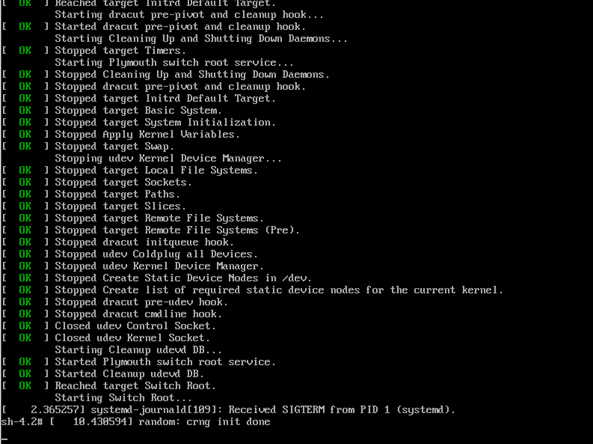 [  OK  ] Reached target Initrd Default Target.
         Starting dracut pre-pivot and cleanup hook...
[  OK  ] Started dracut pre-pivot and cleanup hook.
         Starting Cleaning Up and Shutting Down Daemons...
[  OK  ] Stopped target Timers.
         Starting Plymouth switch root service...
[  OK  ] Stopped Cleaning Up and Shutting Down Daemons.
[  OK  ] Stopped dracut pre-pivot and cleanup hook.
[  OK  ] Stopped target Initrd Default Target.
[  OK  ] Stopped target Basic System.
[  OK  ] Stopped target System Initialization.
[  OK  ] Stopped Apply Kernel Variables.
[  OK  ] Stopped target Swap.
         Stopping udev Kernel Device Manager...
[  OK  ] Stopped target Local File Systems.
[  OK  ] Stopped target Sockets.
[  OK  ] Stopped target Paths.
[  OK  ] Stopped target Slices.
[  OK  ] Stopped target Remote File Systems.
[  OK  ] Stopped target Remote File Systems (Pre).
[  OK  ] Stopped dracut initqueue hook.
[  OK  ] Stopped udev Coldplug all Devices.
[  OK  ] Stopped udev Kernel Device Manager.
[  OK  ] Stopped Create Static Device Nodes in /dev.
[  OK  ] Stopped Create list of required static device nodes for the current kernel.
[  OK  ] Stopped dracut pre-udev hook.
[  OK  ] Stopped dracut cmdline hook.
[  OK  ] Closed udev Control Socket.
[  OK  ] Closed udev Kernel Socket.
         Starting Cleanup udevd DB...
[  OK  ] Started Plymouth switch root service.
[  OK  ] Started Cleanup udevd DB.
[  OK  ] Reached target Switch Root.
         Starting Switch Root...
[    2.365257] systemd-journald[109]: Received SIGTERM from PID 1 (systemd).
sh-4.2# [   10.430594] random: crng init done